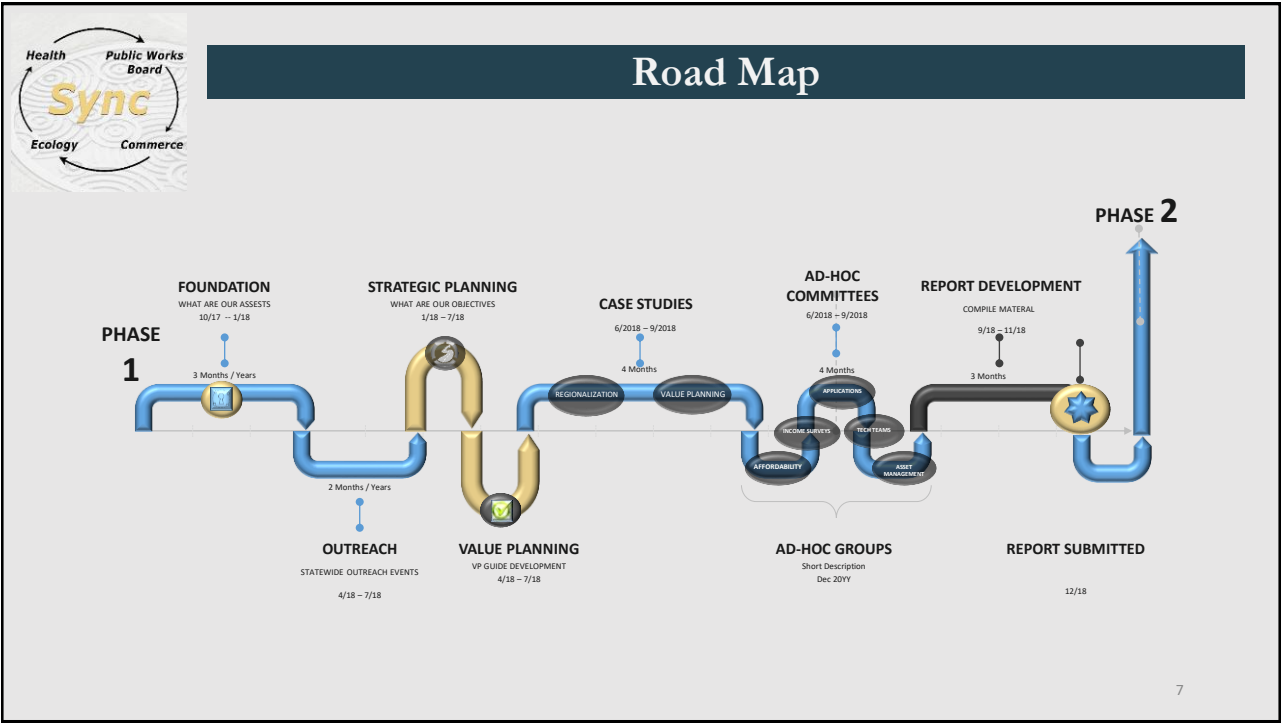 Health
Public Works
Board
Sync
Ecology
Commerce
Road Map
PHASE 2
PHASE
1
FOUNDATION
WHAT ARE OUR ASSESTS
10/17 -- 1/18
3 Months / Years
STRATEGIC PLANNING
WHAT ARE OUR OBJECTIVES
1/18 – 7/18
CASE STUDIES
6/2018 – 9/2018
4 Months
REGIONALIZATION
VALUE PLANNING
AD-HOC
COMMITTEES
6/2018 – 9/2018
4 Months
APPLICATIONS
INCOME SURVEYS
TECH TEAMS
AFFORDABILITY
ASSET
MANAGEMENT
REPORT DEVELOPMENT
COMPILE MATERAL
9/18 – 11/18
3 Months
2 Months / Years
OUTREACH
STATEWIDE OUTREACH EVENTS
4/18 – 7/18
VALUE PLANNING
VP GUIDE DEVELOPMENT
4/18 – 7/18
AD-HOC GROUPS
Short Description
Dec 20YY
REPORT SUBMITTED
12/18
7